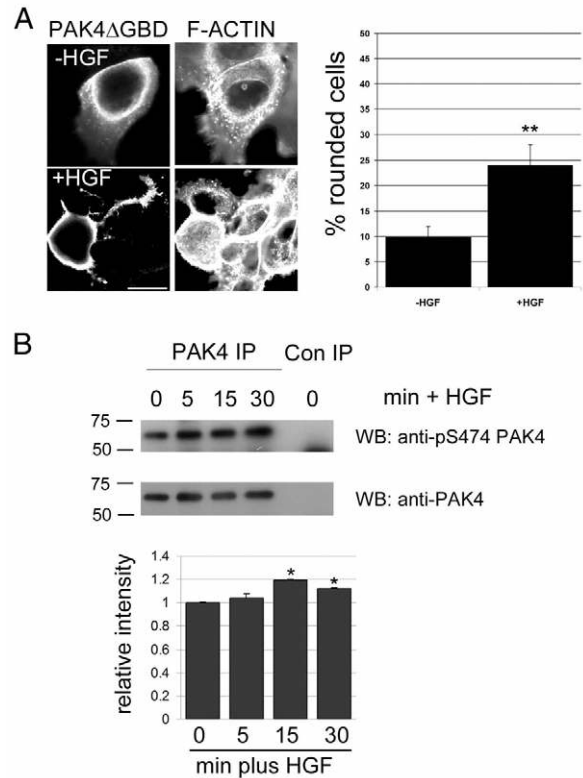 A
PAK4ΔGBD F-ACTIN
-HGF
+HGF
% rounded cells
50
45
40
35
30
25
20
15
10
5
0
**
-HGF +HGF
B
PAK4 IP Con IP
0 5 15 30 0 min + HGF
75
50
WB: anti-pS474 PAK4
75
50
WB: anti-PAK4
relative intensity
1.4
1.2
1
0.8
0.6
0.4
0.2
0
* *
0 5 15 30
min plus HGF